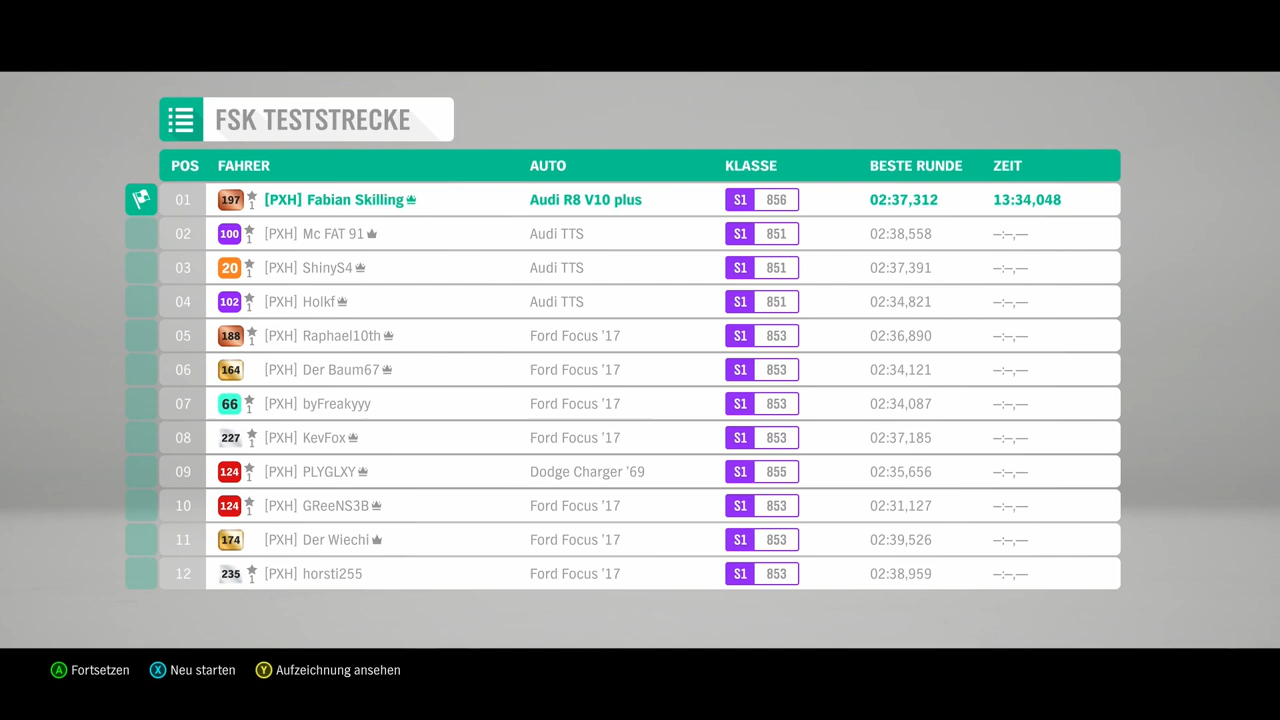 FSK TESTSTRECKE
POS FAHRER AUTO KLASSE BESTE RUNDE ZEIT
01 197 1 [PXH] Fabian Skilling Audi R8 V10 plus S1 856 02:37,312 13:34,048
02 100 1 [PXH] Mc FAT 91 Audi TTS S1 851 02:38,558 --:--,---
03 20 1 [PXH] ShinyS4 Audi TTS S1 851 02:37,391 --:--,---
04 102 1 [PXH] Holkf Audi TTS S1 851 02:34,821 --:--,---
05 188 1 [PXH] Raphael10th Ford Focus '17 S1 853 02:36,890 --:--,---
06 164 [PXH] Der Baum67 Ford Focus '17 S1 853 02:34,121 --:--,---
07 66 1 [PXH] byFreakyyy Ford Focus '17 S1 853 02:34,087 --:--,---
08 227 1 [PXH] KevFox Ford Focus '17 S1 853 02:37,185 --:--,---
09 124 1 [PXH] PLYGLXY Dodge Charger '69 S1 855 02:35,656 --:--,---
10 124 1 [PXH] GReeNS3B Ford Focus '17 S1 853 02:31,127 --:--,---
11 174 [PXH] Der Wiechi Ford Focus '17 S1 853 02:39,526 --:--,---
12 235 1 [PXH] horsti255 Ford Focus '17 S1 853 02:38,959 --:--,---
A Fortsetzen X Neu starten Y Aufzeichnung ansehen